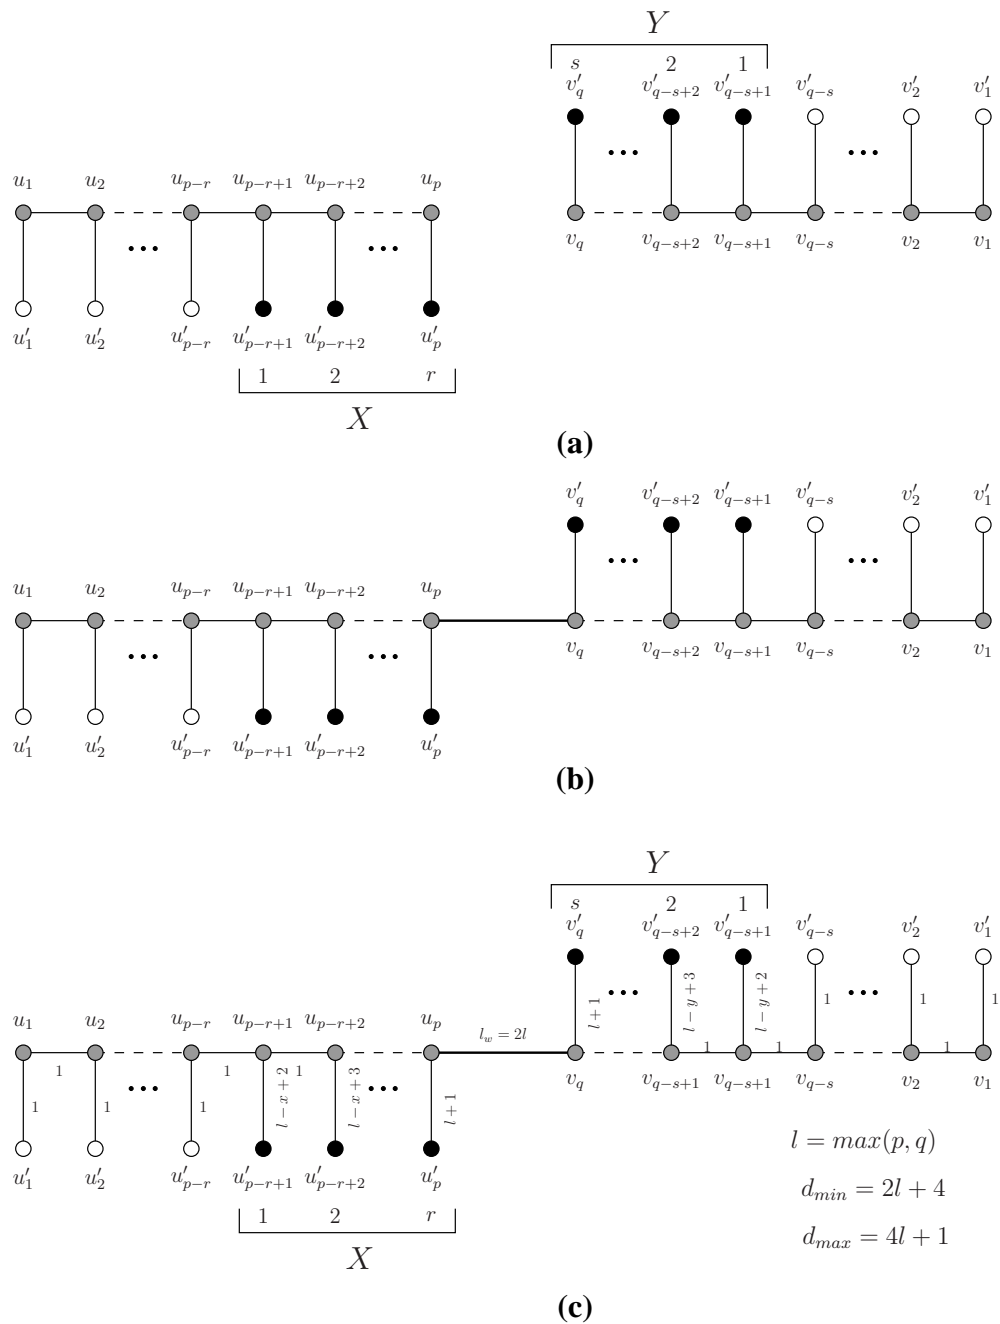 Y
s 2 1
v′_q v′_{q−s+2} v′_{q−s+1} v′_{q−s} v′_2 v′_1
...
...
u_1 u_2 u_{p−r} u_{p−r+1} u_{p−r+2} u_p
v_q v_{q−s+2} v_{q−s+1} v_{q−s} v_2 v_1
...
...
u′_1 u′_2 u′_{p−r} u′_{p−r+1} u′_{p−r+2} u′_p
1 2 r
X
(a)
v′_q v′_{q−s+2} v′_{q−s+1} v′_{q−s} v′_2 v′_1
...
...
u_1 u_2 u_{p−r} u_{p−r+1} u_{p−r+2} u_p
v_q v_{q−s+2} v_{q−s+1} v_{q−s} v_2 v_1
...
...
u′_1 u′_2 u′_{p−r} u′_{p−r+1} u′_{p−r+2} u′_p
(b)
Y
s 2 1
v′_q v′_{q−s+2} v′_{q−s+1} v′_{q−s} v′_2 v′_1
l + 1 ... l − y + 3 l − y + 2 1 ... 1 1
u_1 u_2 u_{p−r} u_{p−r+1} u_{p−r+2} u_p
l_w = 2l
1 1 1
1 1 1
v_q v_{q−s+1} v_{q−s+1} v_{q−s} v_2 v_1
1 1 ... 1 l − x + 2 l − x + 3 ... l + 1
u′_1 u′_2 u′_{p−r} u′_{p−r+1} u′_{p−r+2} u′_p
1 2 r
X
l = max(p, q)
d_{min} = 2l + 4
d_{max} = 4l + 1
(c)